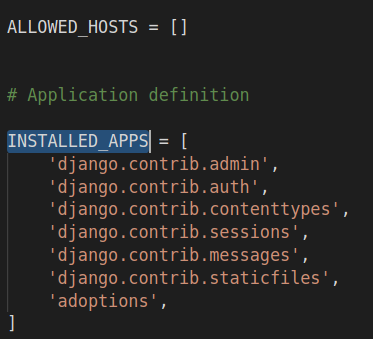 ALLOWED_HOSTS = []
# Application definition
INSTALLED_APPS = [
    'django.contrib.admin',
    'django.contrib.auth',
    'django.contrib.contenttypes',
    'django.contrib.sessions',
    'django.contrib.messages',
    'django.contrib.staticfiles',
    'adoptions',
]